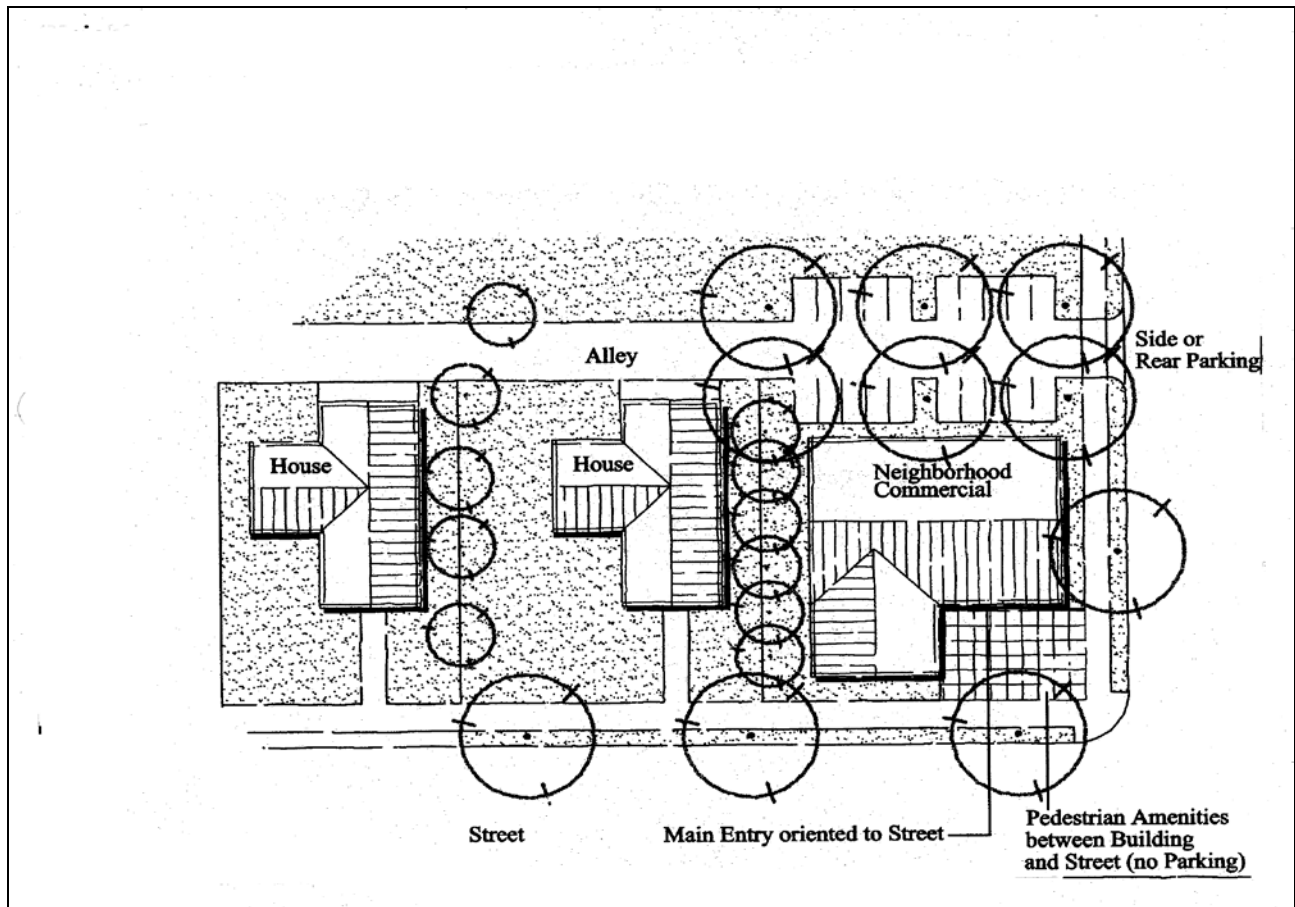 Alley
Side or
Rear Parking
House
House
Neighborhood
Commercial
Street
Main Entry oriented to Street
Pedestrian Amenities
between Building
and Street (no Parking)